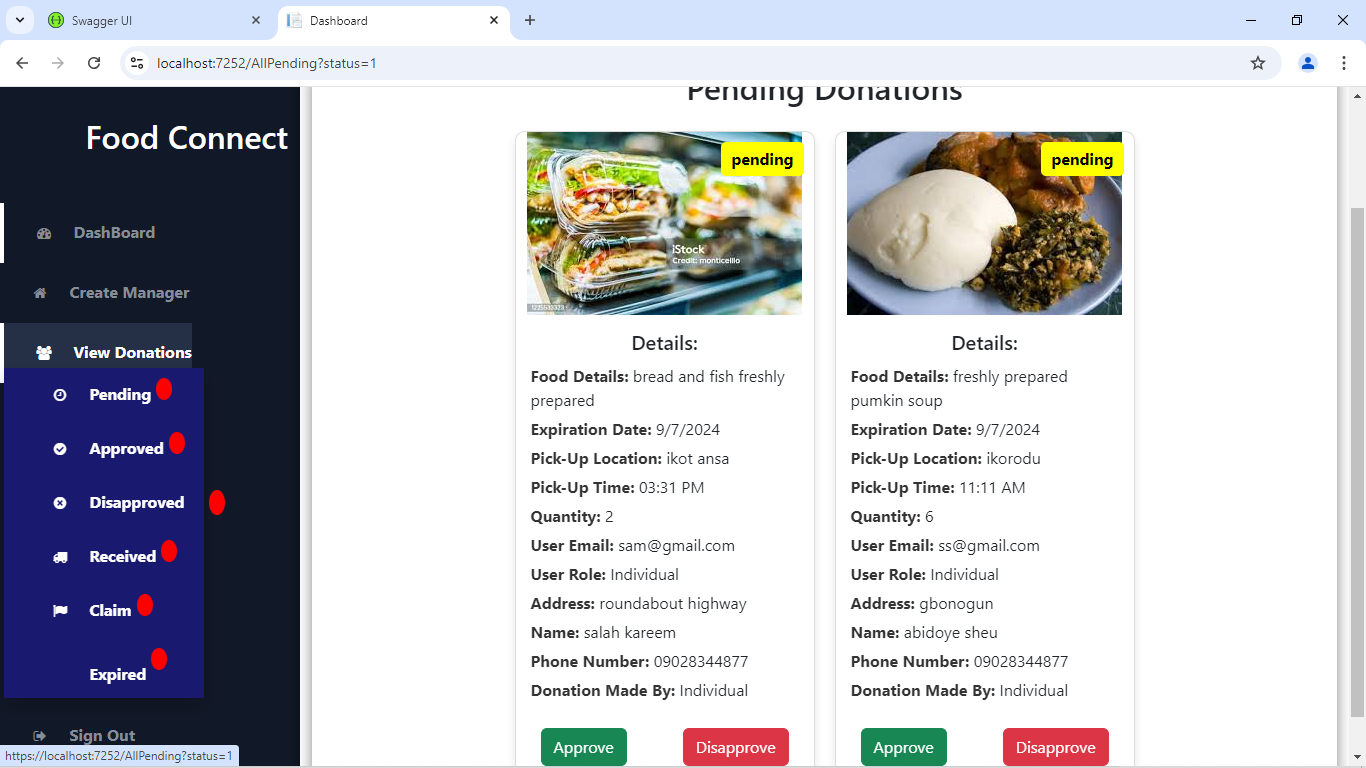 Swagger UI
Dashboard
localhost:7252/AllPending?status=1
Food Connect
DashBoard
Create Manager
View Donations
Pending
Approved
Disapproved
Received
Claim
Expired
Sign Out
https://localhost:7252/AllPending?status=1
Pending Donations
pending
iStock
Credit: monticelllo
Details:
Food Details: bread and fish freshly
prepared
Expiration Date: 9/7/2024
Pick-Up Location: ikot ansa
Pick-Up Time: 03:31 PM
Quantity: 2
User Email: sam@gmail.com
User Role: Individual
Address: roundabout highway
Name: salah kareem
Phone Number: 09028344877
Donation Made By: Individual
Approve
Disapprove
pending
Details:
Food Details: freshly prepared
pumkin soup
Expiration Date: 9/7/2024
Pick-Up Location: ikorodu
Pick-Up Time: 11:11 AM
Quantity: 6
User Email: ss@gmail.com
User Role: Individual
Address: gbonogun
Name: abidoye sheu
Phone Number: 09028344877
Donation Made By: Individual
Approve
Disapprove